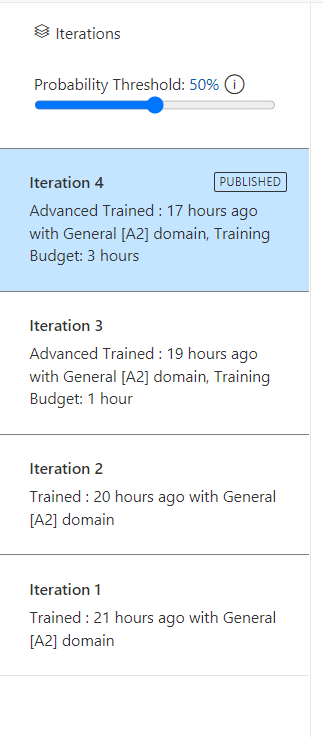 Iterations
Probability Threshold: 50% i
Iteration 4 PUBLISHED
Advanced Trained : 17 hours ago
with General [A2] domain, Training
Budget: 3 hours
Iteration 3
Advanced Trained : 19 hours ago
with General [A2] domain, Training
Budget: 1 hour
Iteration 2
Trained : 20 hours ago with General
[A2] domain
Iteration 1
Trained : 21 hours ago with General
[A2] domain